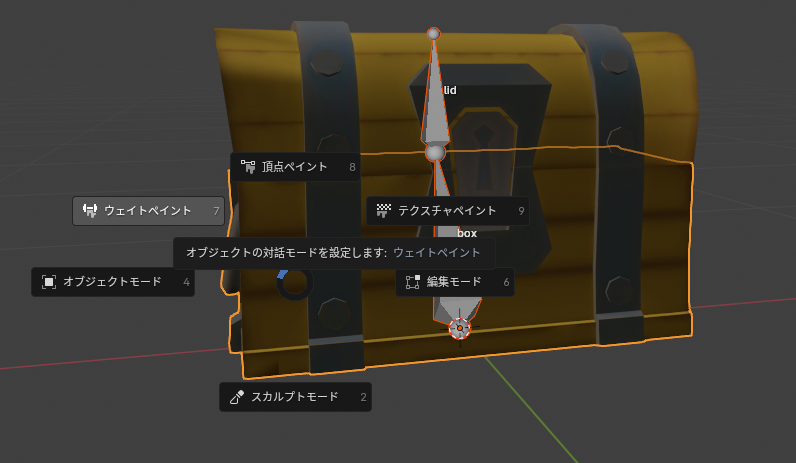 lid
頂点ペイント 8
ウェイトペイント 7
テクスチャペイント 9
box
オブジェクトの対話モードを設定します: ウェイトペイント
オブジェクトモード 4
編集モード 6
スカルプトモード 2